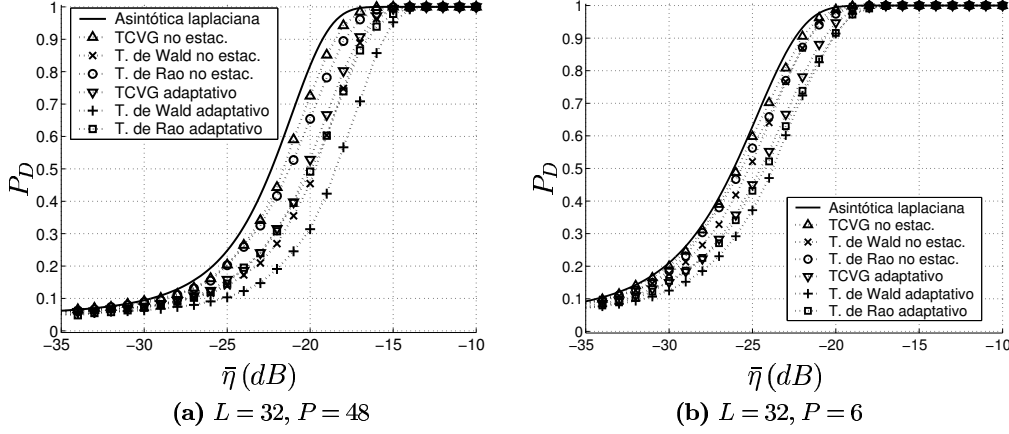 1
0.9
0.8
0.7
0.6
0.5
0.4
0.3
0.2
0.1
0
P_D
Asintótica laplaciana
TCVG no estac.
T. de Wald no estac.
T. de Rao no estac.
TCVG adaptativo
T. de Wald adaptativo
T. de Rao adaptativo
−35 −30 −25 −20 −15 −10
η̄ (dB)
(a) L = 32, P = 48
1
0.9
0.8
0.7
0.6
0.5
0.4
0.3
0.2
0.1
0
P_D
Asintótica laplaciana
TCVG no estac.
T. de Wald no estac.
T. de Rao no estac.
TCVG adaptativo
T. de Wald adaptativo
T. de Rao adaptativo
−35 −30 −25 −20 −15 −10
η̄ (dB)
(b) L = 32, P = 6